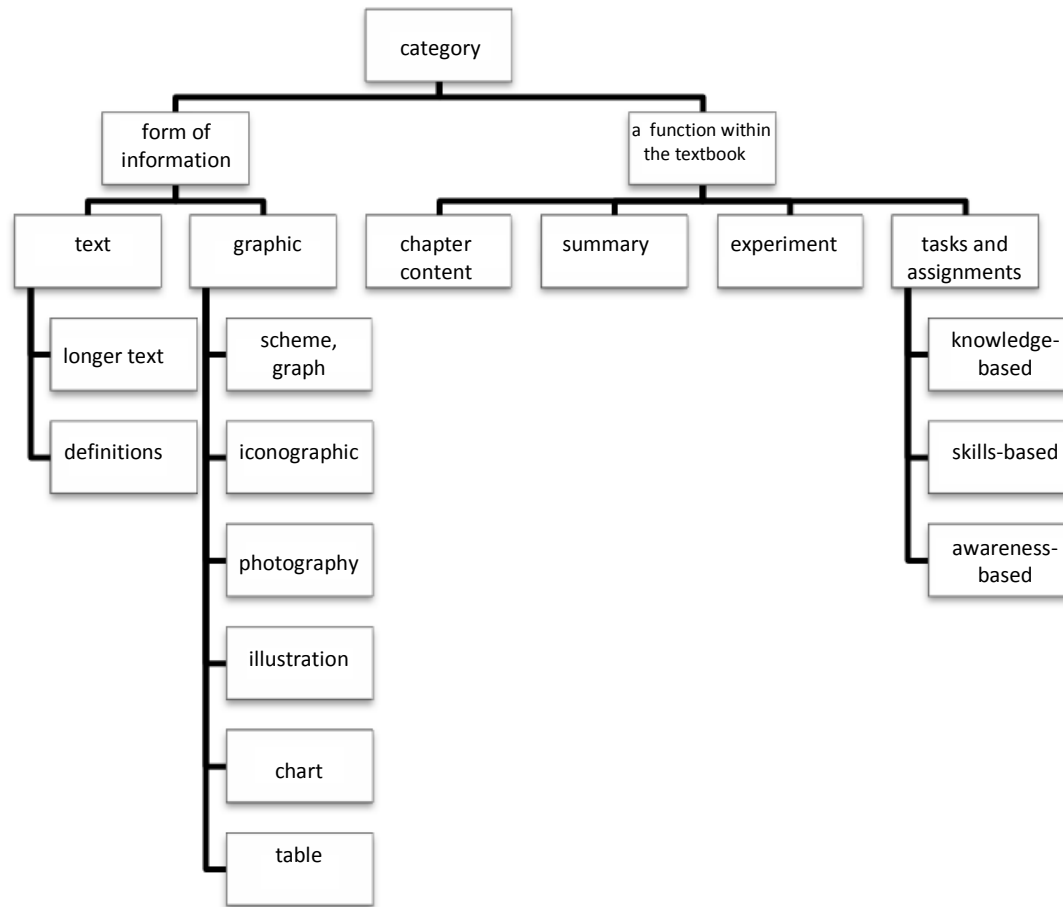 category
form of
information
a function within
the textbook
text
graphic
chapter
content
summary
experiment
tasks and
assignments
longer text
definitions
scheme,
graph
iconographic
photography
illustration
chart
table
knowledge-
based
skills-based
awareness-
based